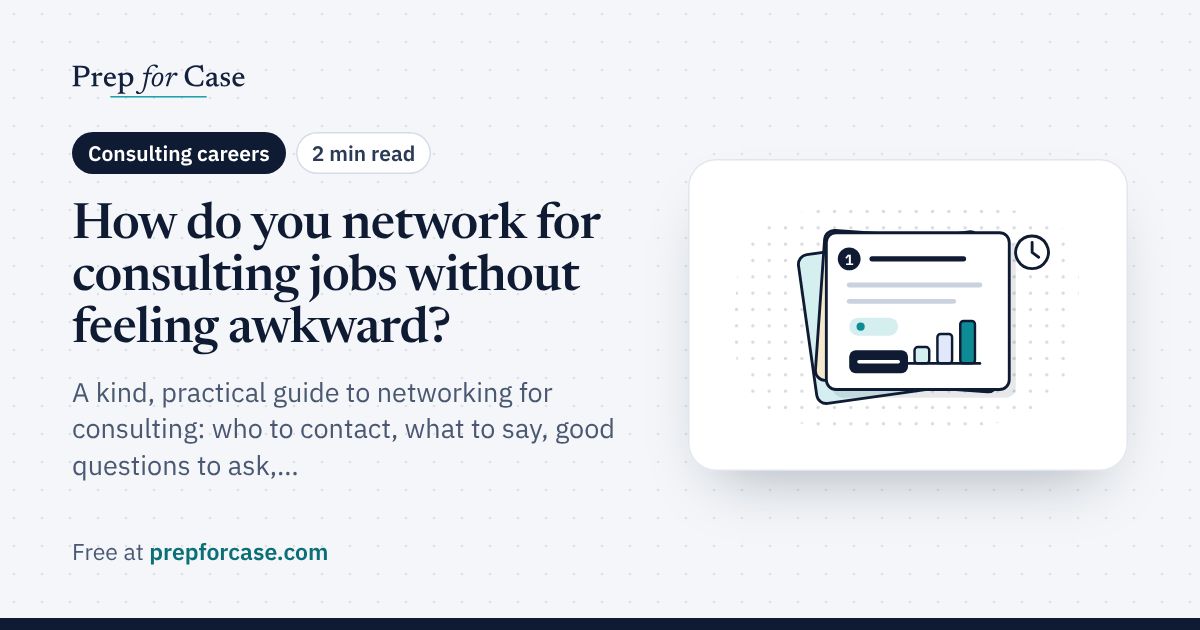 Prep for Case
Consulting careers
2 min read
How do you network for
consulting jobs without
feeling awkward?
A kind, practical guide to networking for
consulting: who to contact, what to say, good
questions to ask,...
Free at prepforcase.com
1